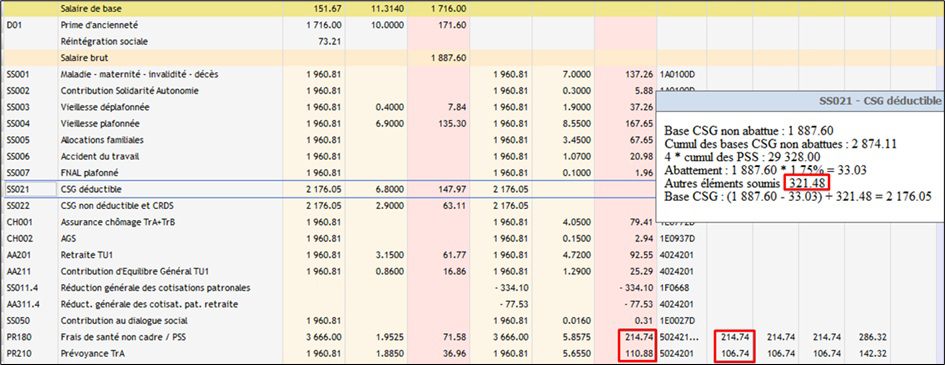 Salaire de base 151.67 11.3140 1 716.00
D01 Prime d'ancienneté 1 716.00 10.0000 171.60
Réintégration sociale 73.21
Salaire brut 1 887.60
SS001 Maladie - maternité - invalidité - décès 1 960.81 1 960.81 7.0000 137.26 1A0100D
SS002 Contribution Solidarité Autonomie 1 960.81 1 960.81 0.3000 5.88 1A0100D
SS003 Vieillesse déplafonnée 1 960.81 0.4000 7.84 1 960.81 1.9000 37.26
SS004 Vieillesse plafonnée 1 960.81 6.9000 135.30 1 960.81 8.5500 167.65
SS005 Allocations familiales 1 960.81 1 960.81 3.4500 67.65
SS006 Accident du travail 1 960.81 1 960.81 1.0700 20.98
SS007 FNAL plafonné 1 960.81 1 960.81 0.1000 1.96
SS021 CSG déductible 2 176.05 6.8000 147.97 2 176.05
SS022 CSG non déductible et CRDS 2 176.05 2.9000 63.11 2 176.05
CH001 Assurance chômage TrA+TrB 1 960.81 1 960.81 4.0500 79.41 1E0772D
CH002 AGS 1 960.81 1 960.81 0.1500 2.94 1E0937D
AA201 Retraite TU1 1 960.81 3.1500 61.77 1 960.81 4.7200 92.55 4024201
AA211 Contribution d'Equilibre Général TU1 1 960.81 0.8600 16.86 1 960.81 1.2900 25.29 4024201
SS011.4 Réduction générale des cotisations patronales - 334.10 - 334.10 1F0668
AA311.4 Réduct. générale des cotisat. pat. retraite - 77.53 - 77.53 4024201
SS050 Contribution au dialogue social 1 960.81 1 960.81 0.0160 0.31 1E0027D
PR180 Frais de santé non cadre / PSS 3 666.00 1.9525 71.58 3 666.00 5.8575 214.74 502421... 214.74 214.74 214.74 286.32
PR210 Prévoyance TrA 1 960.81 1.8850 36.96 1 960.81 5.6550 110.88 5024201 106.74 106.74 106.74 142.32
SS021 - CSG déductible
Base CSG non abattue : 1 887.60
Cumul des bases CSG non abattues : 2 874.11
4 * cumul des PSS : 29 328.00
Abattement : 1 887.60 * 1.75% = 33.03
Autres éléments soumis 321.48
Base CSG : (1 887.60 - 33.03) + 321.48 = 2 176.05